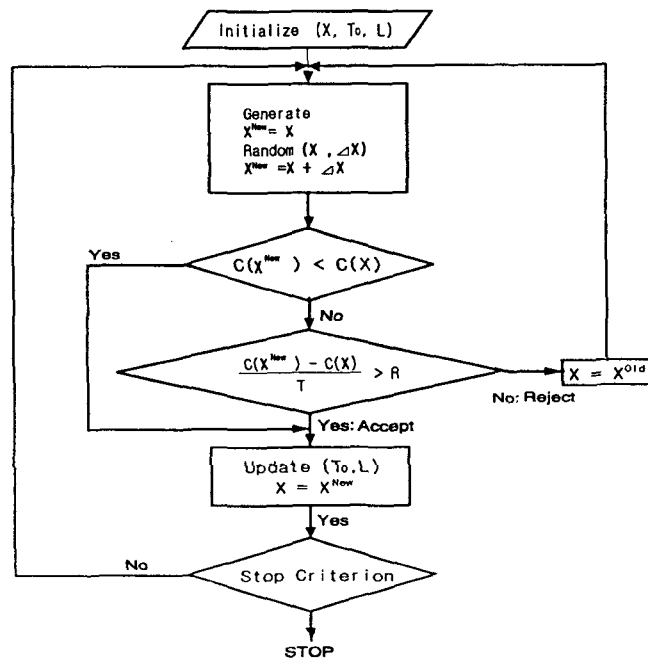 Initialize (X, To, L)
Generate
X^New = X
Random (X , ⊿X)
X^New = X + ⊿X
Yes
C(X^New ) < C(X)
No
C(X^New) - C(X)
T
> R
X = X^Old
No: Reject
Yes: Accept
Update (To,L)
X = X^New
Yes
No
Stop Criterion
STOP